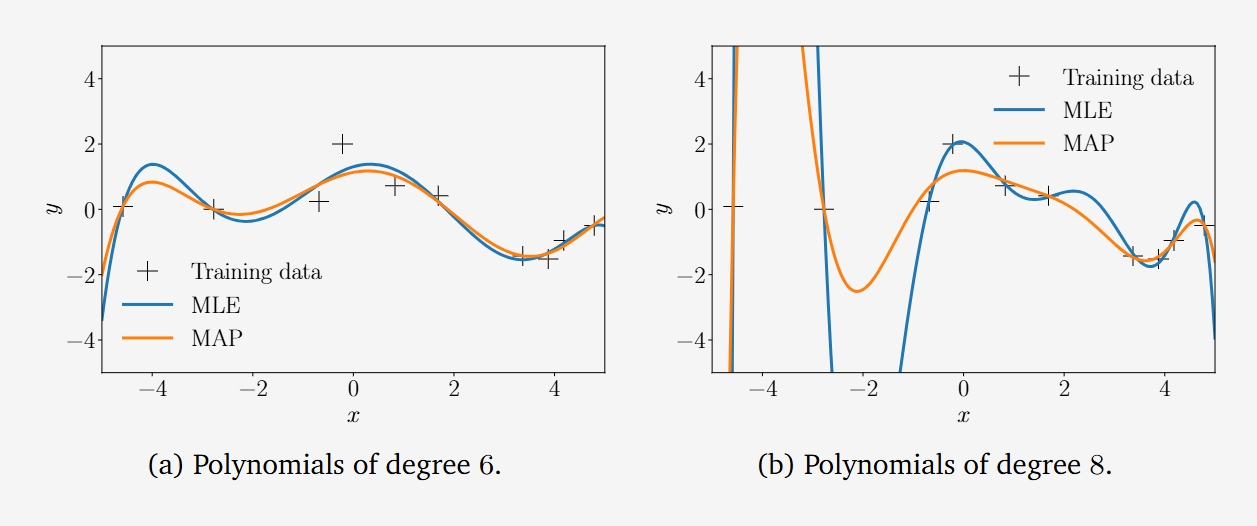 4
2
0
−2
−4
y
Training data
MLE
MAP
−4 −2 0 2 4
x
(a) Polynomials of degree 6.
4
2
0
−2
−4
y
Training data
MLE
MAP
−4 −2 0 2 4
x
(b) Polynomials of degree 8.